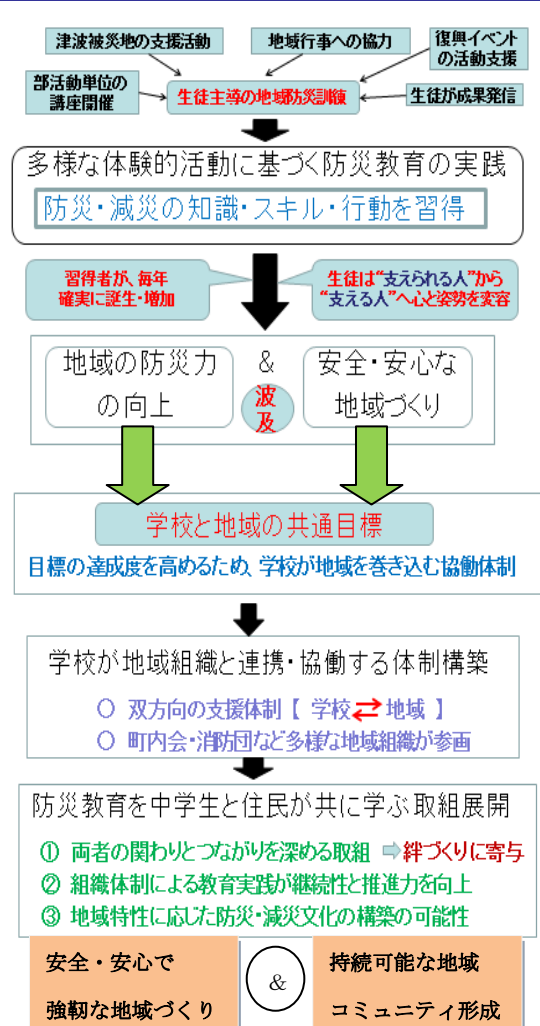 津波被災地の支援活動
地域行事への協力
復興イベント
の活動支援
部活動単位の
講座開催
生徒主導の地域防災訓練
生徒が成果発信
多様な体験的活動に基づく防災教育の実践
防災・減災の知識・スキル・行動を習得
習得者が、毎年
確実に誕生・増加
生徒は“支えられる人”から
“支える人”へ心と姿勢を変容
地域の防災力
の向上
&
波
及
安全・安心な
地域づくり
学校と地域の共通目標
目標の達成度を高めるため、学校が地域を巻き込む協働体制
学校が地域組織と連携・協働する体制構築
○ 双方向の支援体制【 学校⇄地域 】
○ 町内会・消防団など多様な地域組織が参画
防災教育を中学生と住民が共に学ぶ取組展開
① 両者の関わりとつながりを深める取組 ⇨絆づくりに寄与
② 組織体制による教育実践が継続性と推進力を向上
③ 地域特性に応じた防災・減災文化の構築の可能性
安全・安心で
強靭な地域づくり
&
持続可能な地域
コミュニティ形成